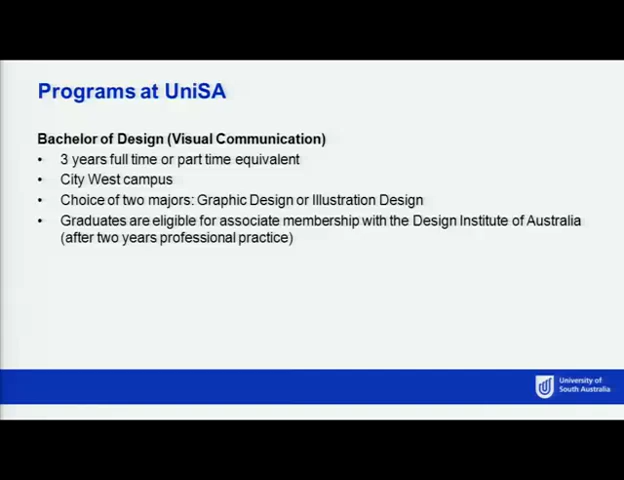 Programs at UniSA
Bachelor of Design (Visual Communication)
• 3 years full time or part time equivalent
• City West campus
• Choice of two majors: Graphic Design or Illustration Design
• Graduates are eligible for associate membership with the Design Institute of Australia
(after two years professional practice)
University of
South Australia